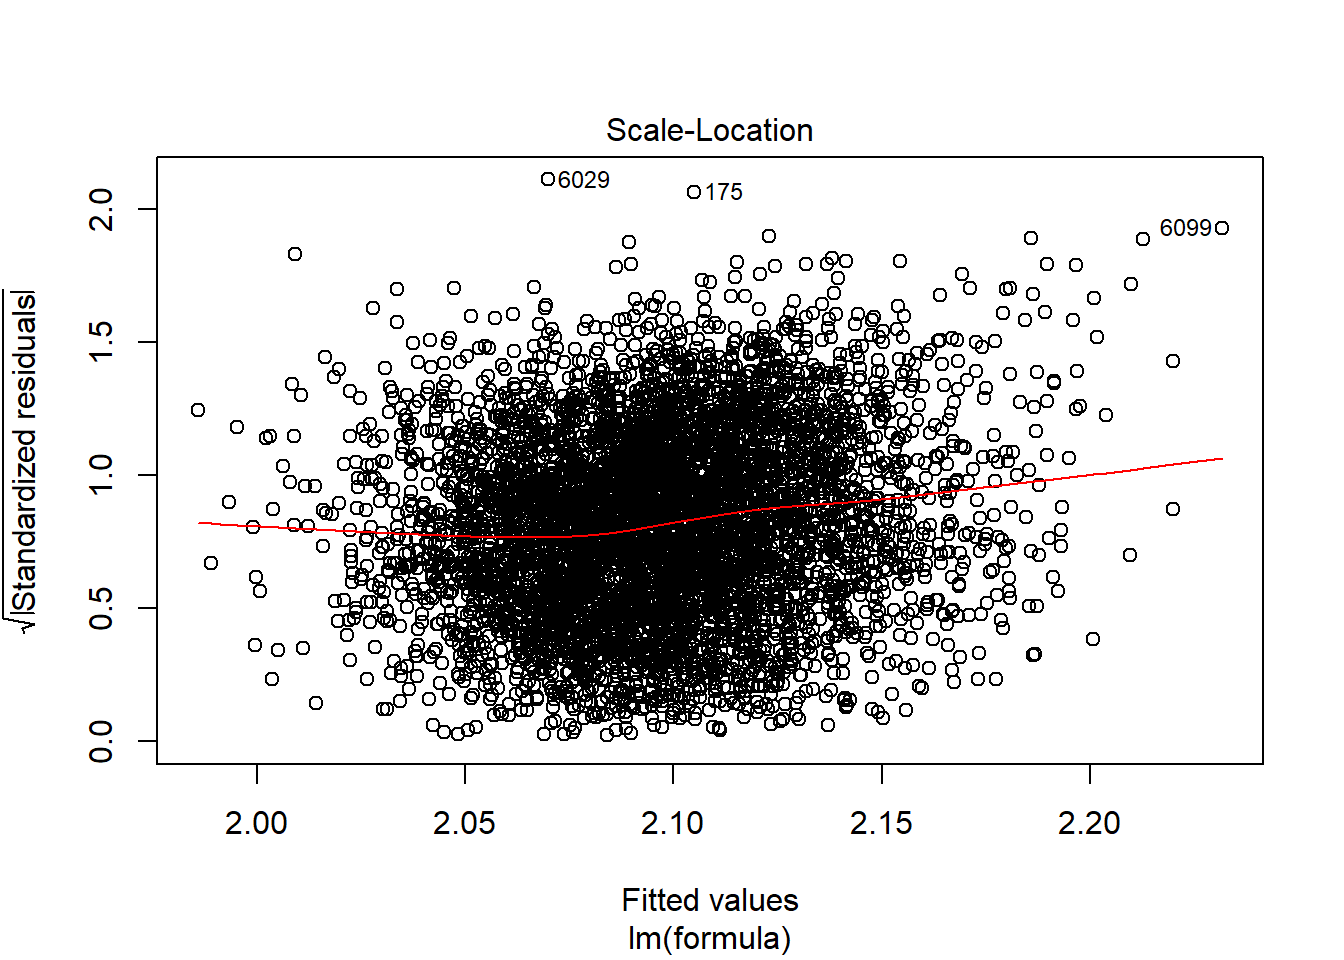 Scale-Location
6029
175
6099
2.0
1.5
1.0
0.5
0.0
√|Standardized residuals|
2.00 2.05 2.10 2.15 2.20
Fitted values
lm(formula)